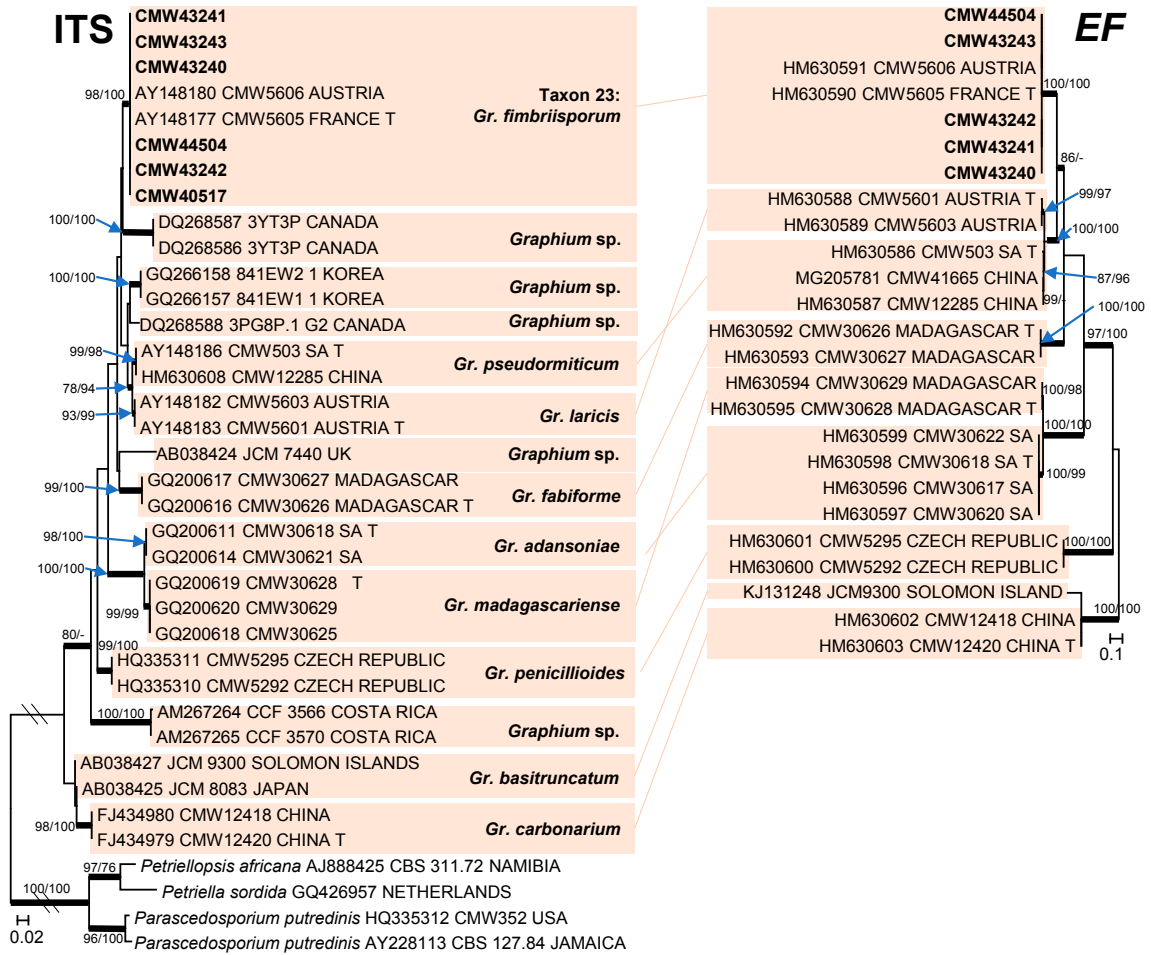 ITS
CMW43241
CMW43243
CMW43240
98/100
AY148180 CMW5606 AUSTRIA
AY148177 CMW5605 FRANCE T
Taxon 23:
Gr. fimbriisporum
CMW44504
CMW43242
CMW40517
100/100
DQ268587 3YT3P CANADA
DQ268586 3YT3P CANADA
Graphium sp.
100/100
GQ266158 841EW2 1 KOREA
GQ266157 841EW1 1 KOREA
Graphium sp.
DQ268588 3PG8P.1 G2 CANADA
Graphium sp.
99/98
AY148186 CMW503 SA T
HM630608 CMW12285 CHINA
Gr. pseudormiticum
78/94
93/99
AY148182 CMW5603 AUSTRIA
AY148183 CMW5601 AUSTRIA T
Gr. laricis
AB038424 JCM 7440 UK
Graphium sp.
99/100
GQ200617 CMW30627 MADAGASCAR
GQ200616 CMW30626 MADAGASCAR T
Gr. fabiforme
98/100
GQ200611 CMW30618 SA T
GQ200614 CMW30621 SA
Gr. adansoniae
100/100
GQ200619 CMW30628 T
GQ200620 CMW30629
GQ200618 CMW30625
Gr. madagascariense
99/99
80/-
99/100
HQ335311 CMW5295 CZECH REPUBLIC
HQ335310 CMW5292 CZECH REPUBLIC
Gr. penicillioides
100/100
AM267264 CCF 3566 COSTA RICA
AM267265 CCF 3570 COSTA RICA
Graphium sp.
AB038427 JCM 9300 SOLOMON ISLANDS
AB038425 JCM 8083 JAPAN
Gr. basitruncatum
98/100
FJ434980 CMW12418 CHINA
FJ434979 CMW12420 CHINA T
Gr. carbonarium
97/76
Petriellopsis africana AJ888425 CBS 311.72 NAMIBIA
100/100
Petriella sordida GQ426957 NETHERLANDS
Parascedosporium putredinis HQ335312 CMW352 USA
96/100
Parascedosporium putredinis AY228113 CBS 127.84 JAMAICA
0.02
EF
CMW44504
CMW43243
HM630591 CMW5606 AUSTRIA
100/100
HM630590 CMW5605 FRANCE T
CMW43242
CMW43241
86/-
CMW43240
HM630588 CMW5601 AUSTRIA T
99/97
HM630589 CMW5603 AUSTRIA
100/100
HM630586 CMW503 SA T
MG205781 CMW41665 CHINA
87/96
HM630587 CMW12285 CHINA
99/-
100/100
HM630592 CMW30626 MADAGASCAR T
97/100
HM630593 CMW30627 MADAGASCAR
HM630594 CMW30629 MADAGASCAR
100/98
HM630595 CMW30628 MADAGASCAR T
100/100
HM630599 CMW30622 SA
HM630598 CMW30618 SA T
100/99
HM630596 CMW30617 SA
HM630597 CMW30620 SA
HM630601 CMW5295 CZECH REPUBLIC
100/100
HM630600 CMW5292 CZECH REPUBLIC
KJ131248 JCM9300 SOLOMON ISLAND
100/100
HM630602 CMW12418 CHINA
HM630603 CMW12420 CHINA T
0.1